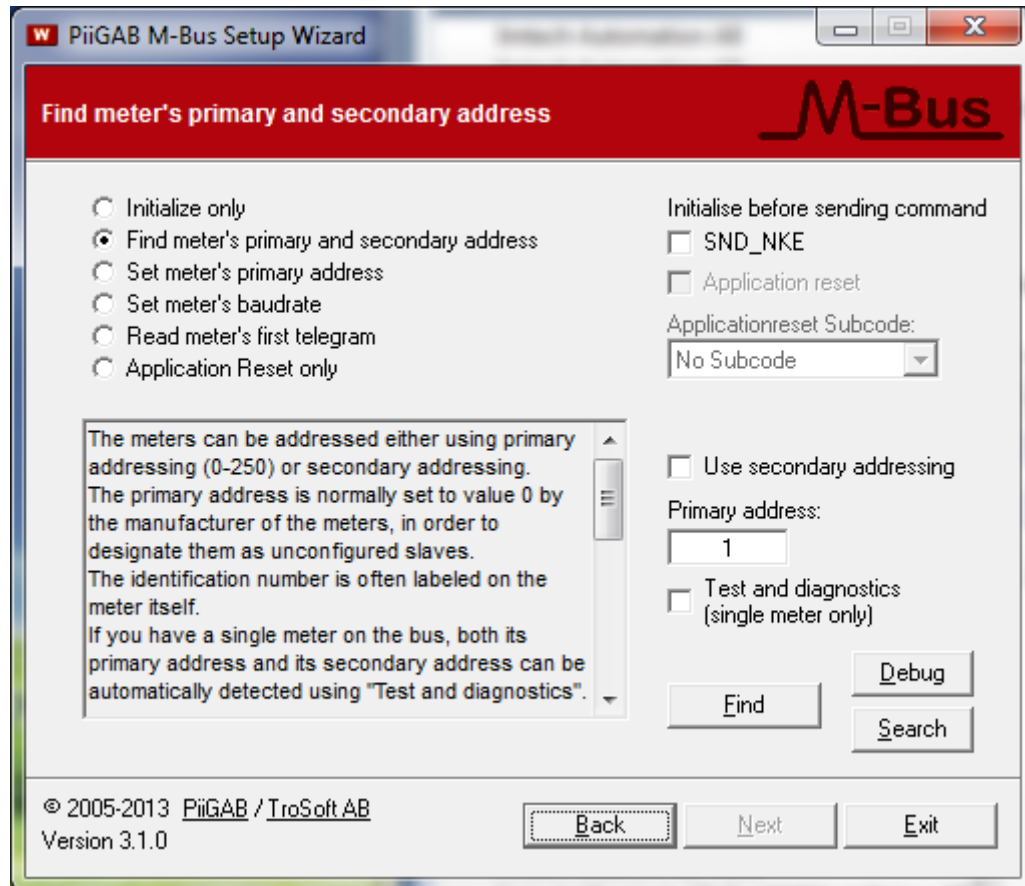 PiiGAB M-Bus Setup Wizard
Find meter's primary and secondary address
M-Bus
Initialize only
Find meter's primary and secondary address
Set meter's primary address
Set meter's baudrate
Read meter's first telegram
Application Reset only
Initialise before sending command
SND_NKE
Application reset
Applicationreset Subcode:
No Subcode
The meters can be addressed either using primary
addressing (0-250) or secondary addressing.
The primary address is normally set to value 0 by
the manufacturer of the meters, in order to
designate them as unconfigured slaves.
The identification number is often labeled on the
meter itself.
If you have a single meter on the bus, both its
primary address and its secondary address can be
automatically detected using "Test and diagnostics".
Use secondary addressing
Primary address:
1
Test and diagnostics
(single meter only)
Find
Debug
Search
© 2005-2013 PiiGAB / TroSoft AB
Version 3.1.0
Back
Next
Exit